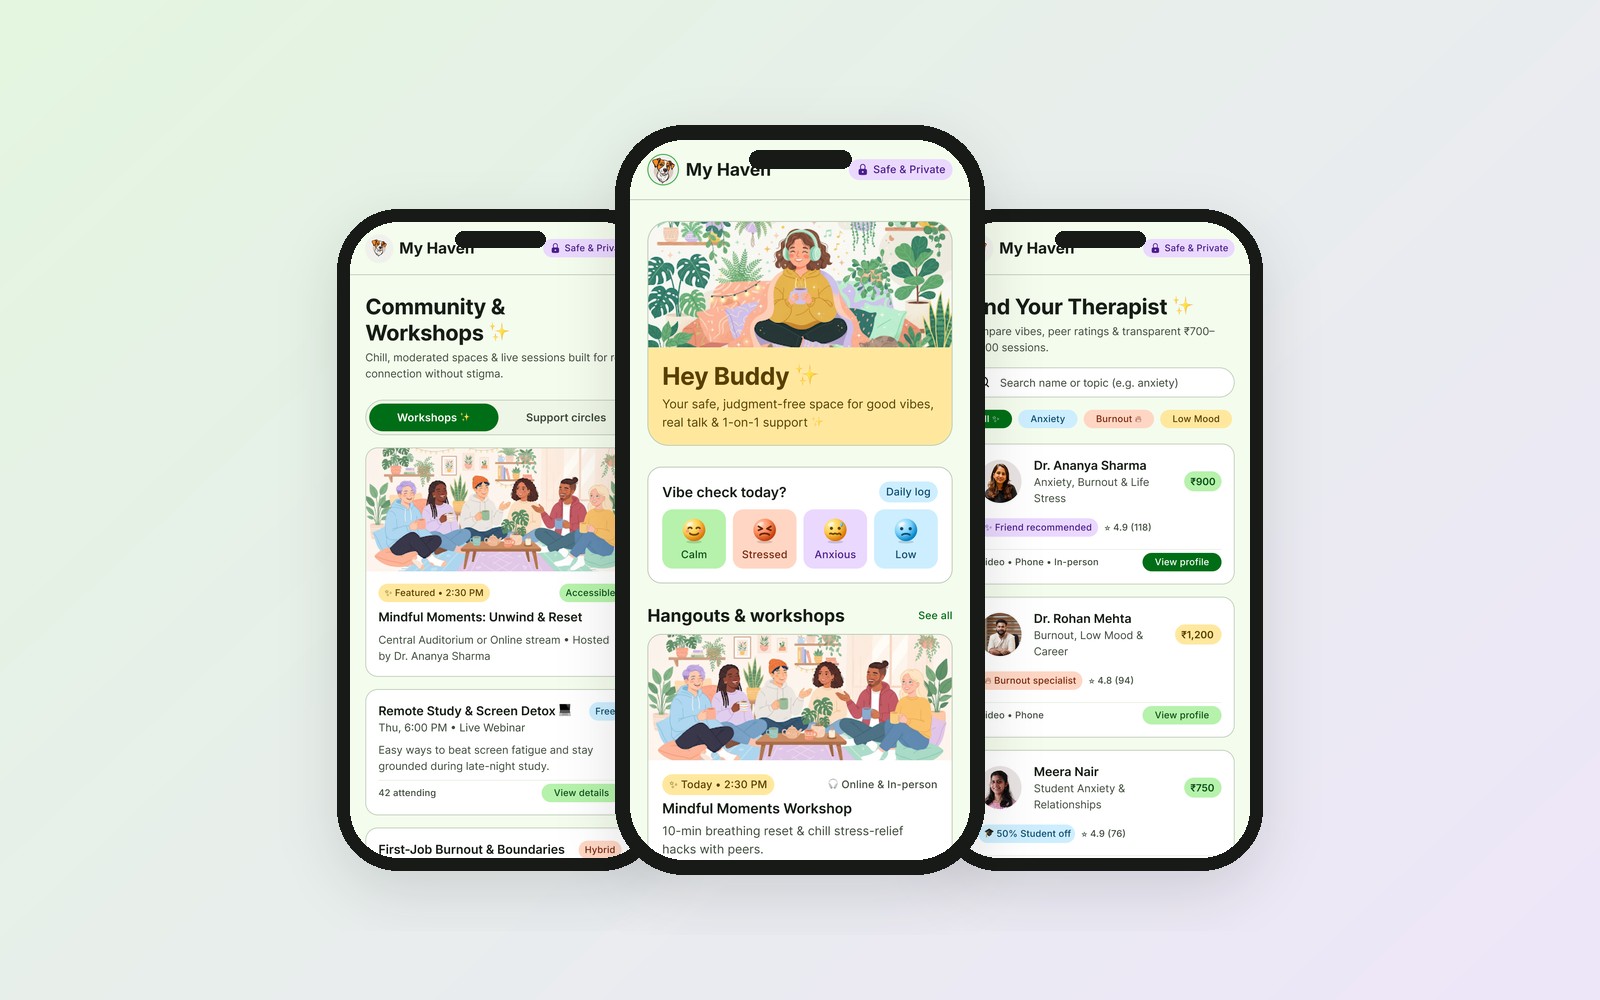 My Haven
Safe & Priv
Community &
Workshops ✨
Chill, moderated spaces & live sessions built for r
connection without stigma.
Workshops ✨
Support circles
✨ Featured • 2:30 PM
Accessible
Mindful Moments: Unwind & Reset
Central Auditorium or Online stream • Hosted
by Dr. Ananya Sharma
Remote Study & Screen Detox
Free
Thu, 6:00 PM • Live Webinar
Easy ways to beat screen fatigue and stay
grounded during late-night study.
42 attending
View details
First-Job Burnout & Boundaries
Hybrid
My Haven
Safe & Private
Hey Buddy ✨
Your safe, judgment-free space for good vibes,
real talk & 1-on-1 support ✨
Vibe check today?
Daily log
Calm
Stressed
Anxious
Low
Hangouts & workshops
See all
✨ Today • 2:30 PM
🎧 Online & In-person
Mindful Moments Workshop
10-min breathing reset & chill stress-relief
hacks with peers.
My Haven
Safe & Private
nd Your Therapist ✨
npare vibes, peer ratings & transparent ₹700–
00 sessions.
Search name or topic (e.g. anxiety)
ll ✨
Anxiety
Burnout 🔥
Low Mood
Dr. Ananya Sharma
Anxiety, Burnout & Life
Stress
₹900
✨ Friend recommended
⭐ 4.9 (118)
ideo • Phone • In-person
View profile
Dr. Rohan Mehta
Burnout, Low Mood &
Career
₹1,200
🔥 Burnout specialist
⭐ 4.8 (94)
ideo • Phone
View profile
Meera Nair
Student Anxiety &
Relationships
₹750
🎓 50% Student off
⭐ 4.9 (76)